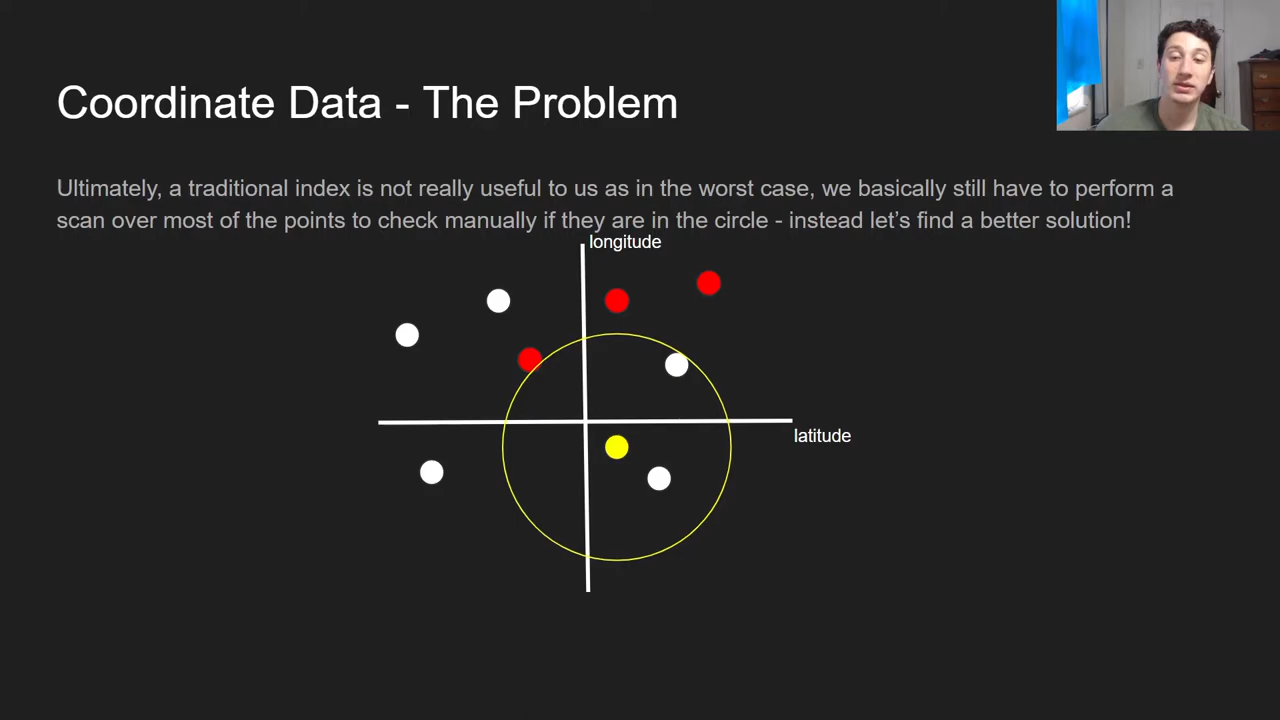 Coordinate Data - The Problem
Ultimately, a traditional index is not really useful to us as in the worst case, we basically still have to perform a
scan over most of the points to check manually if they are in the circle - instead let’s find a better solution!
longitude
latitude